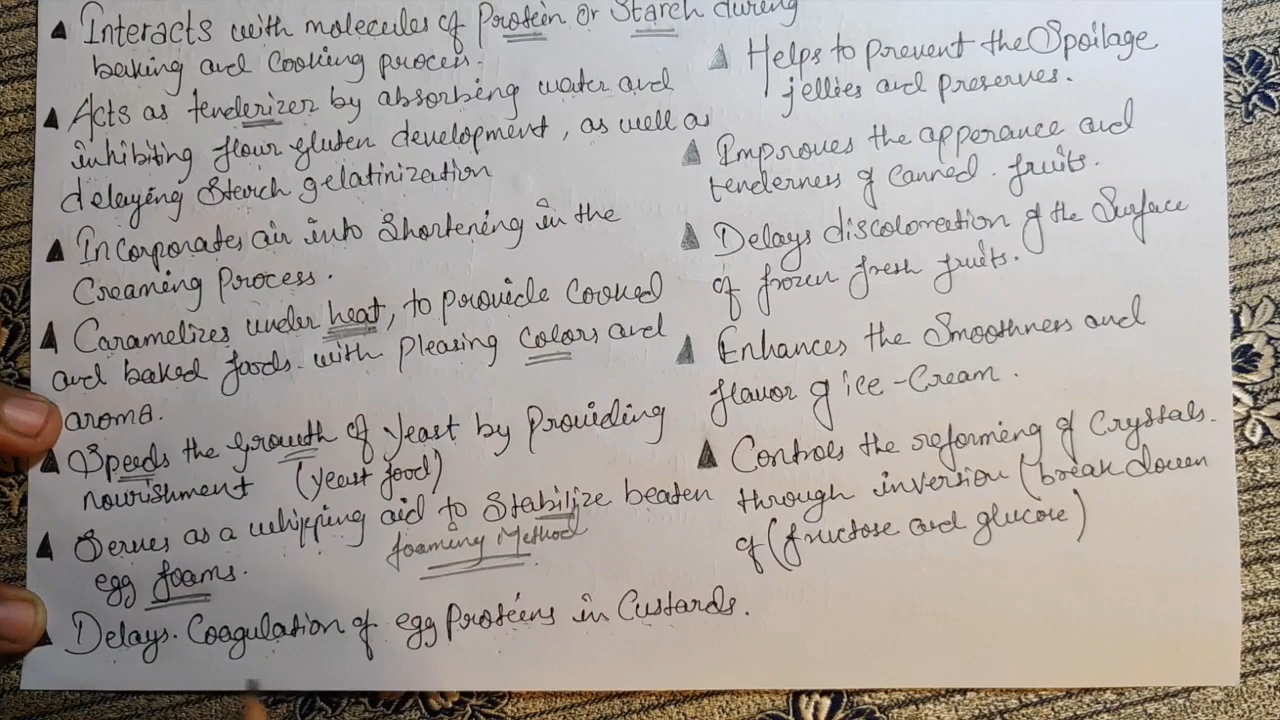 ▲ Interacts with molecules of Protein or Starch during
baking and Cooking process.
▲ Acts as tenderizer by absorbing water and
inhibiting flour gluten development, as well as
delaying Starch gelatinization
▲ Incorporates air into Shortening in the
Creaming Process.
▲ Caramelizes under heat, to provide Cooked
and baked foods. with pleasing colors and
aroma.
▲ Speeds the growth of yeast by Providing
nourishment (yeast food)
▲ Serves as a whipping aid to Stabilize beaten
egg foams.
foaming Method
▲ Delays. Coagulation of egg Proteins in Custards.
▲ Helps to prevent the Spoilage
jellies and preserves.
▲ Improves the apperance and
tenderness of Canned. fruits.
▲ Delays discoloration of the Surface
of frozen fresh fruits.
▲ Enhances the Smoothness and
flavor of ice-Cream.
▲ Controls the reforming of Crystals.
through inversion (break down
of (fructose and glucose)